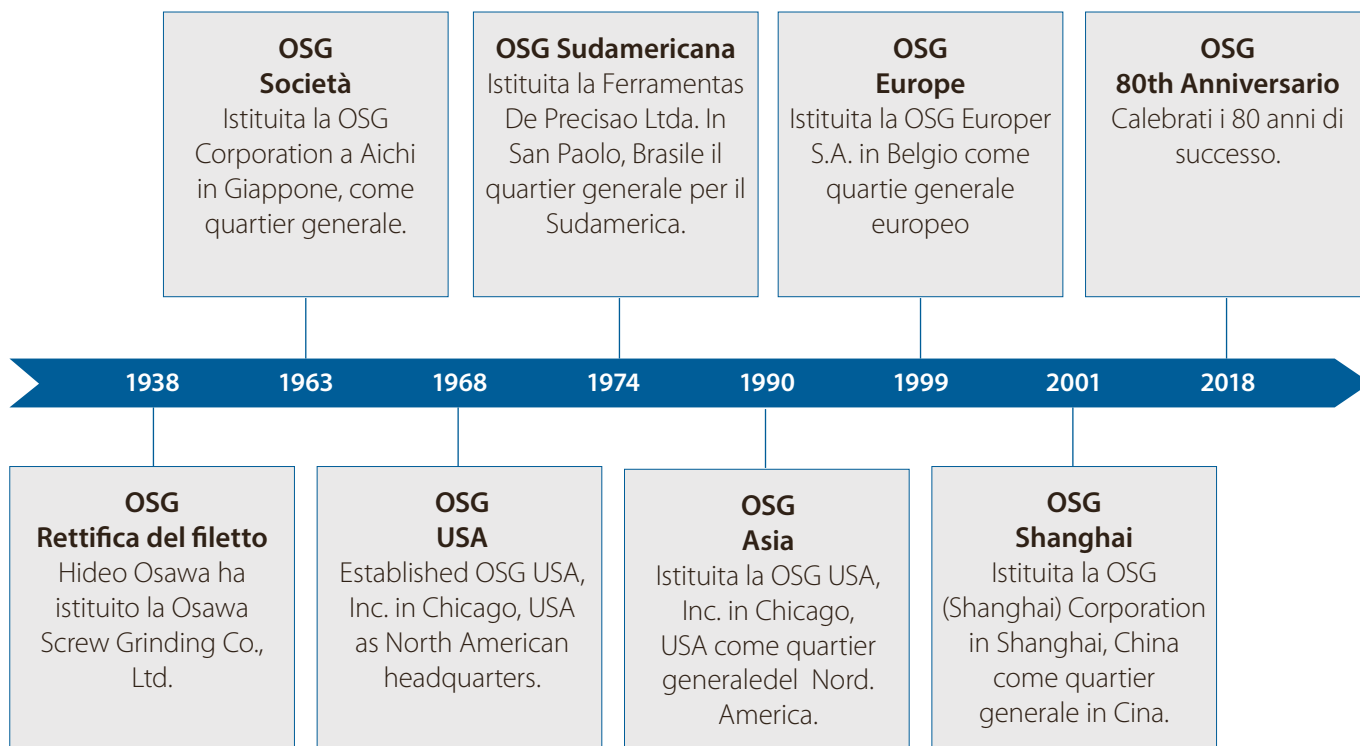 OSG
Società
Istituita la OSG
Corporation a Aichi
in Giappone, come
quartier generale.
OSG Sudamericana
Istituita la Ferramentas
De Precisao Ltda. In
San Paolo, Brasile il
quartier generale per il
Sudamerica.
OSG
Europe
Istituita la OSG Europer
S.A. in Belgio come
quartie generale
europeo
OSG
80th Anniversario
Calebrati i 80 anni di
successo.
1938 1963 1968 1974 1990 1999 2001 2018
OSG
Rettifica del filetto
Hideo Osawa ha
istituito la Osawa
Screw Grinding Co.,
Ltd.
OSG
USA
Established OSG USA,
Inc. in Chicago, USA
as North American
headquarters.
OSG
Asia
Istituita la OSG USA,
Inc. in Chicago,
USA come quartier
generaledel Nord.
America.
OSG
Shanghai
Istituita la OSG
(Shanghai) Corporation
in Shanghai, China
come quartier
generale in Cina.